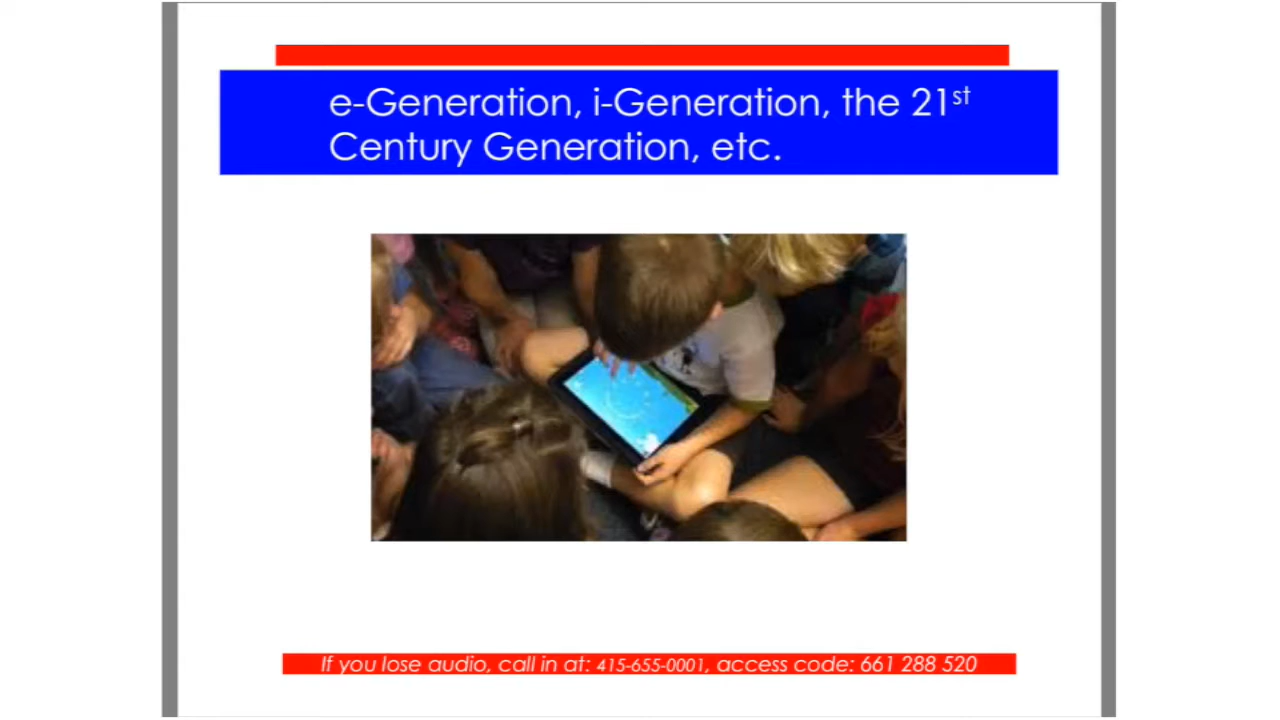 e-Generation, i-Generation, the 21st
Century Generation, etc.
If you lose audio, call in at: 415-655-0001, access code: 661 288 520